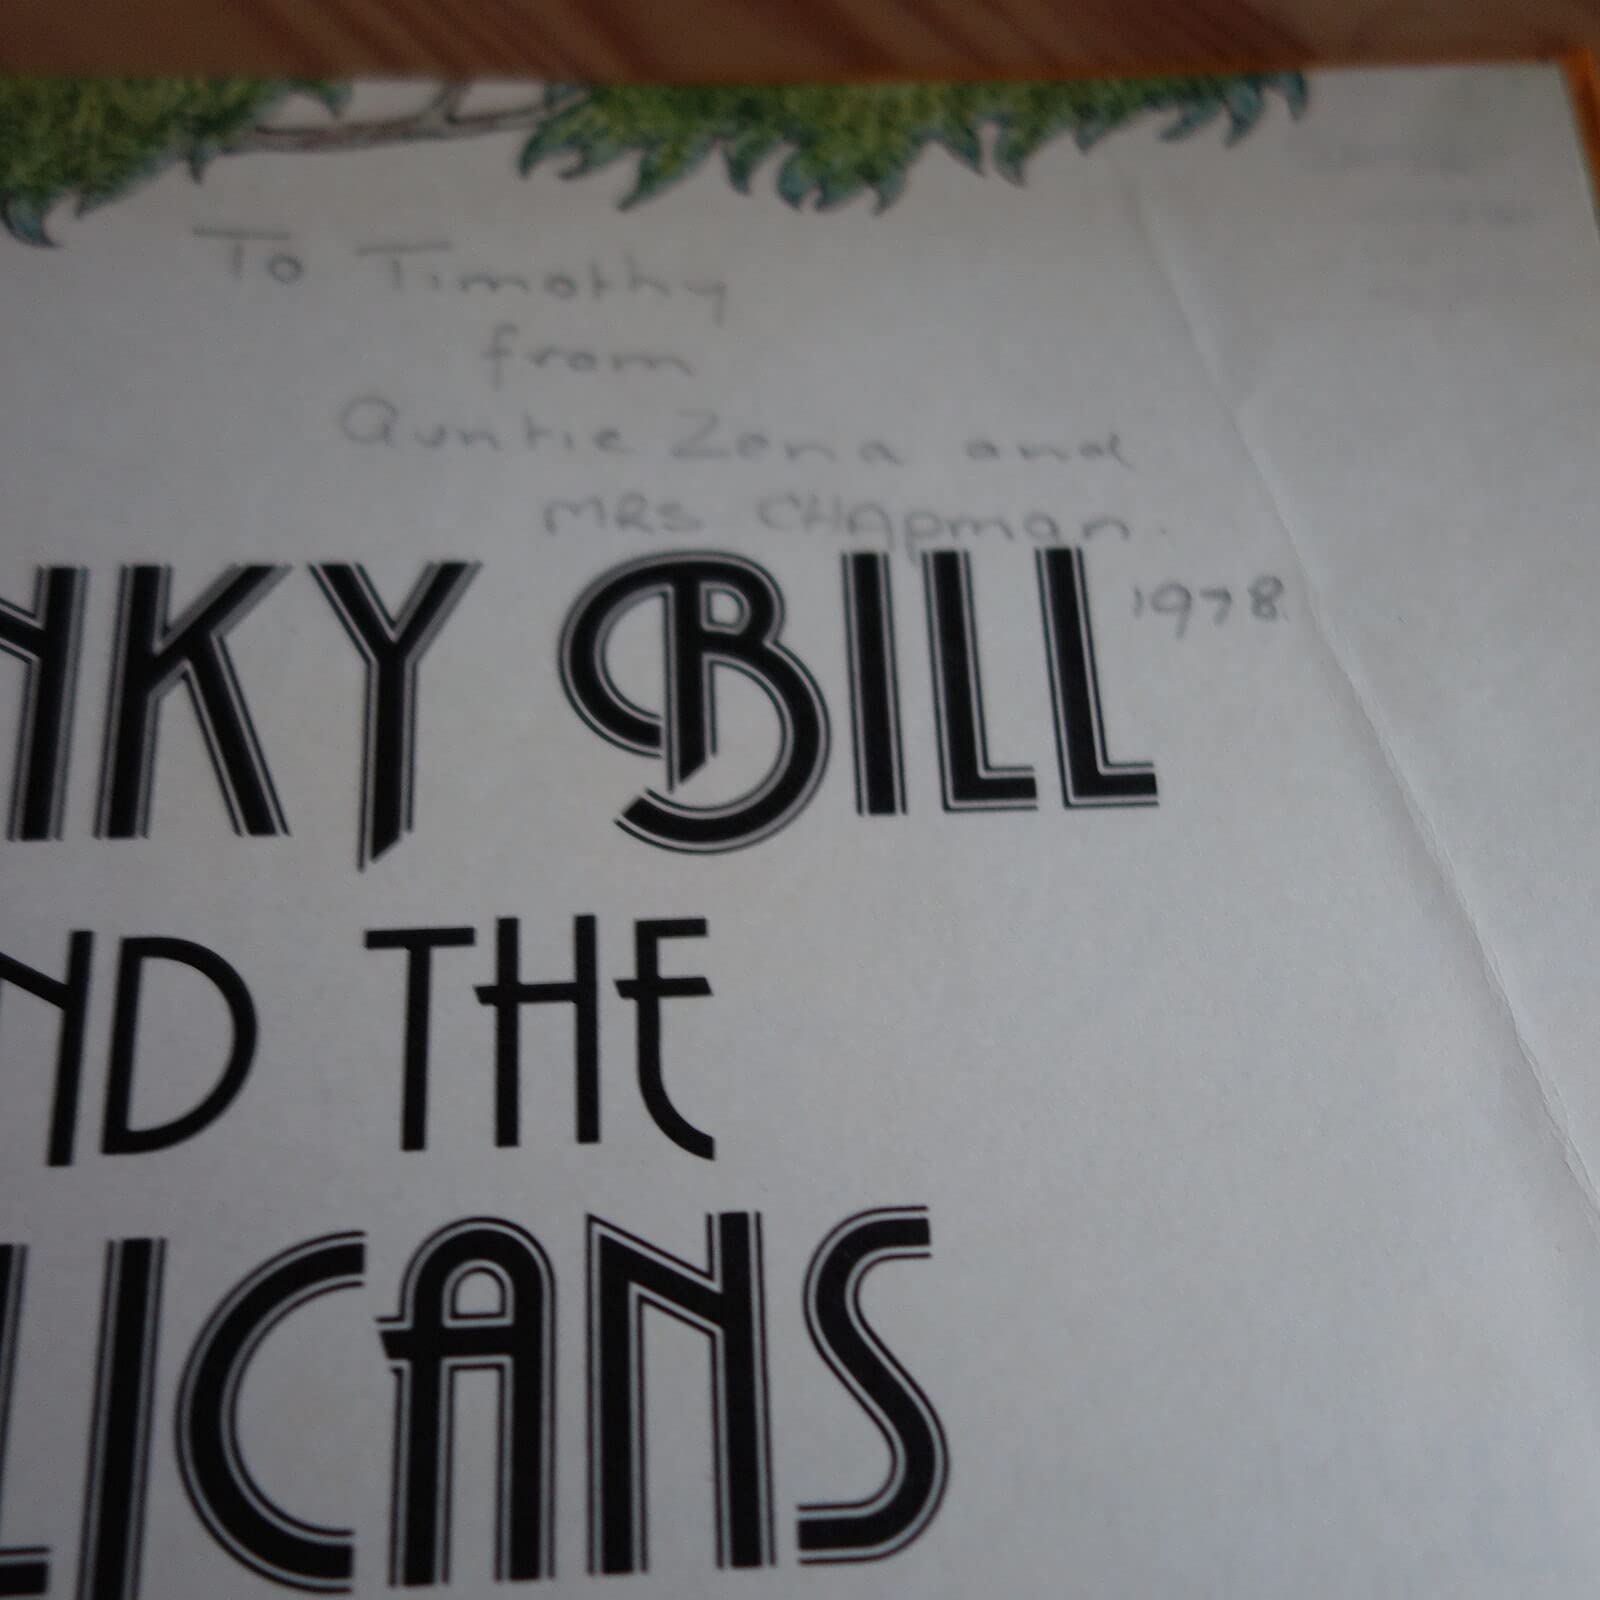 To Timothy
from
Auntie Zena and
MRS CHApman.
1978
NKY BILL
ND THE
LICANS